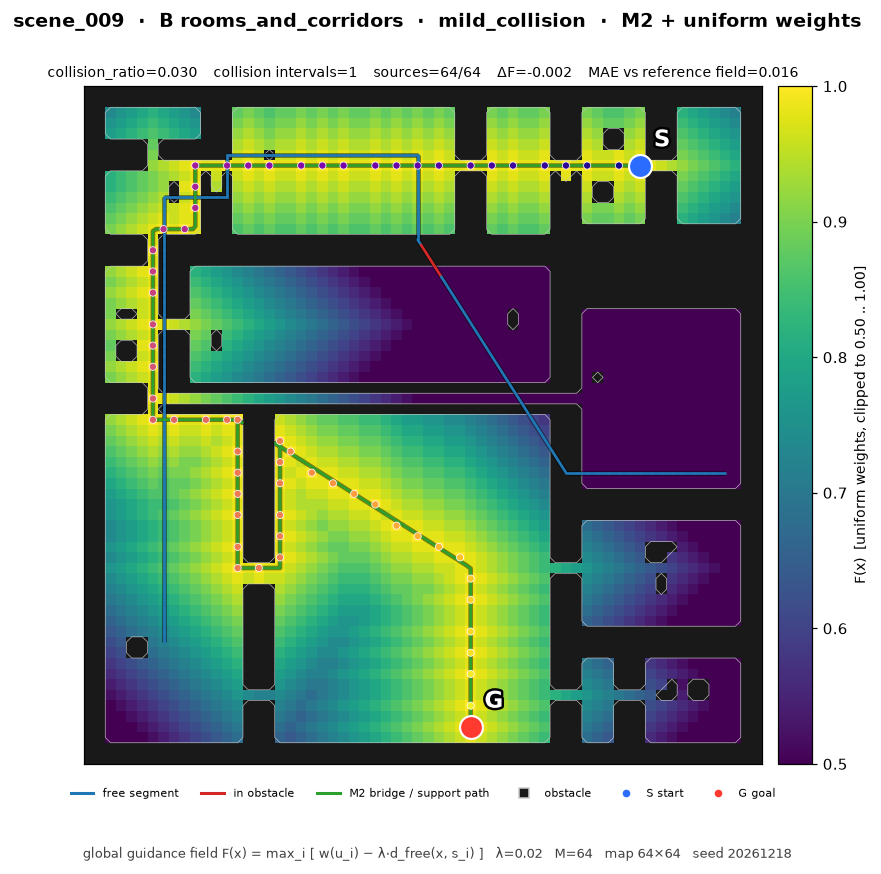 scene_009 · B rooms_and_corridors · mild_collision · M2 + uniform weights
collision_ratio=0.030 collision intervals=1 sources=64/64 ΔF=-0.002 MAE vs reference field=0.016
S
G
1.0
0.9
0.8
0.7
0.6
0.5
F(x) [uniform weights, clipped to 0.50 .. 1.00]
free segment
in obstacle
M2 bridge / support path
obstacle
S start
G goal
global guidance field F(x) = max_i [ w(u_i) − λ·d_free(x, s_i) ] λ=0.02 M=64 map 64×64 seed 20261218